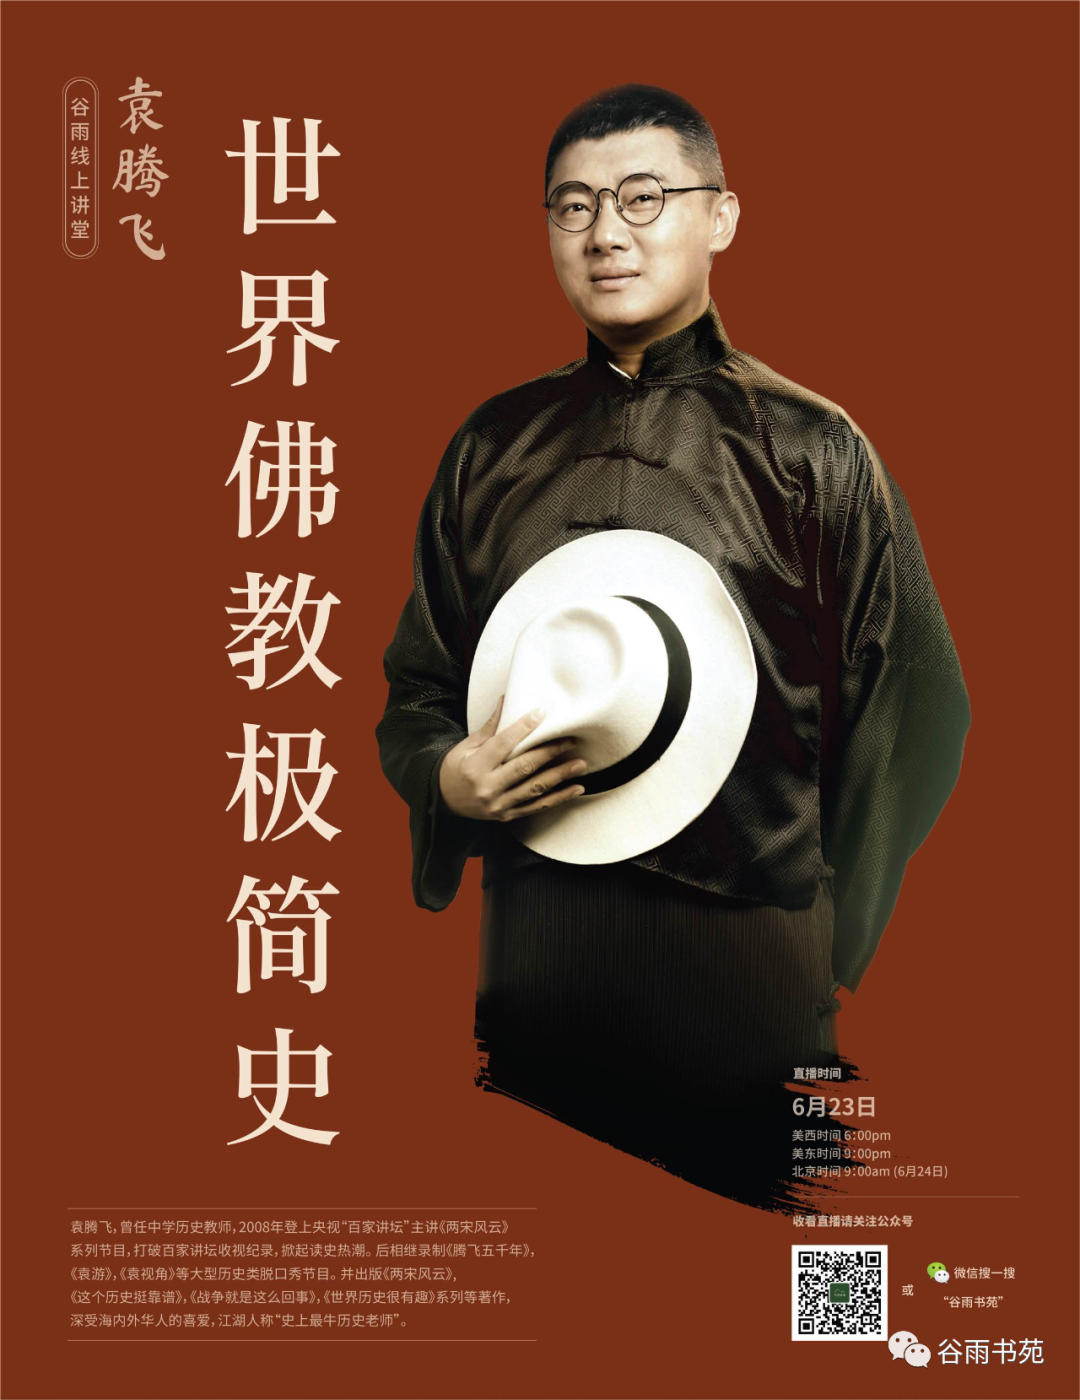 谷雨线上讲堂
袁腾飞
世界佛教极简史
直播时间
6月23日
美西时间 6:00pm
美东时间 9:00pm
北京时间 9:00am (6月24日)
收看直播请关注公众号
或
微信搜一搜
“谷雨书苑”
袁腾飞，曾任中学历史教师，2008年登上央视“百家讲坛”主讲《两宋风云》
系列节目，打破百家讲坛收视纪录，掀起读史热潮。后相继录制《腾飞五千年》，
《袁游》，《袁视角》等大型历史类脱口秀节目。并出版《两宋风云》，
《这个历史挺靠谱》，《战争就是这么回事》，《世界历史很有趣》系列等著作，
深受海内外华人的喜爱，江湖人称“史上最牛历史老师”。
谷雨书苑